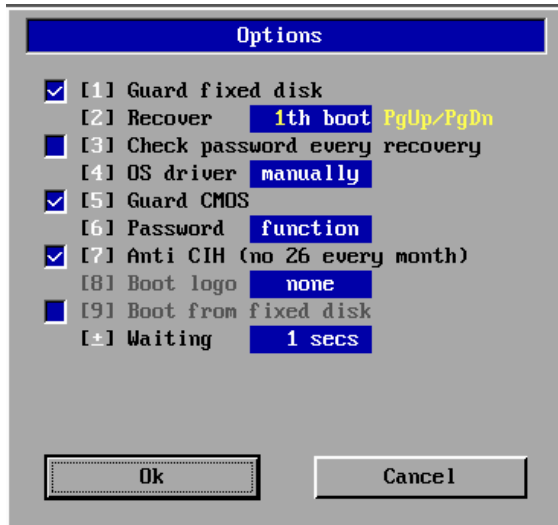 Options
[1] Guard fixed disk
[2] Recover 1th boot PgUp/PgDn
[3] Check password every recovery
[4] OS driver manually
[5] Guard CMOS
[6] Password function
[7] Anti CIH (no 26 every month)
[8] Boot logo none
[9] Boot from fixed disk
[±] Waiting 1 secs
Ok Cancel